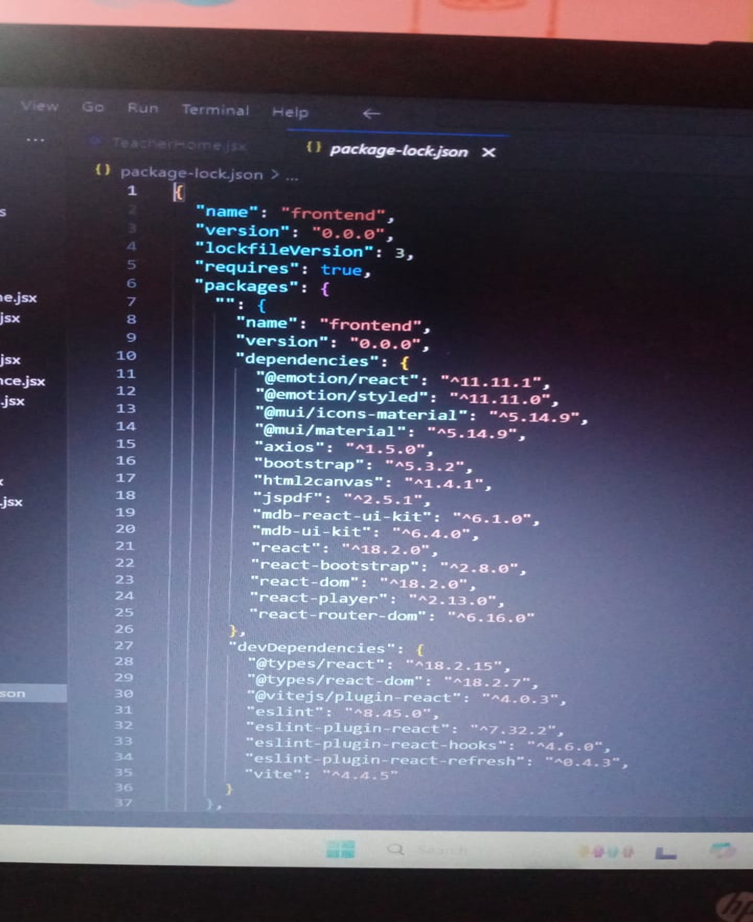 View Go Run Terminal Help ←
... TeacherHome.jsx {} package-lock.json ×
{} package-lock.json > ...
1 {
2 "name": "frontend",
3 "version": "0.0.0",
4 "lockfileVersion": 3,
5 "requires": true,
6 "packages": {
7 "": {
8 "name": "frontend",
9 "version": "0.0.0",
10 "dependencies": {
11 "@emotion/react": "^11.11.1",
12 "@emotion/styled": "^11.11.0",
13 "@mui/icons-material": "^5.14.9",
14 "@mui/material": "^5.14.9",
15 "axios": "^1.5.0",
16 "bootstrap": "^5.3.2",
17 "html2canvas": "^1.4.1",
18 "jspdf": "^2.5.1",
19 "mdb-react-ui-kit": "^6.1.0",
20 "mdb-ui-kit": "^6.4.0",
21 "react": "^18.2.0",
22 "react-bootstrap": "^2.8.0",
23 "react-dom": "^18.2.0",
24 "react-player": "^2.13.0",
25 "react-router-dom": "^6.16.0"
26 },
27 "devDependencies": {
28 "@types/react": "^18.2.15",
29 "@types/react-dom": "^18.2.7",
30 "@vitejs/plugin-react": "^4.0.3",
31 "eslint": "^8.45.0",
32 "eslint-plugin-react": "^7.32.2",
33 "eslint-plugin-react-hooks": "^4.6.0",
34 "eslint-plugin-react-refresh": "^0.4.3",
35 "vite": "^4.4.5"
36 }
37 },
s
ne.jsx
jsx
jsx
nce.jsx
.jsx
.jsx
son
Search
hp